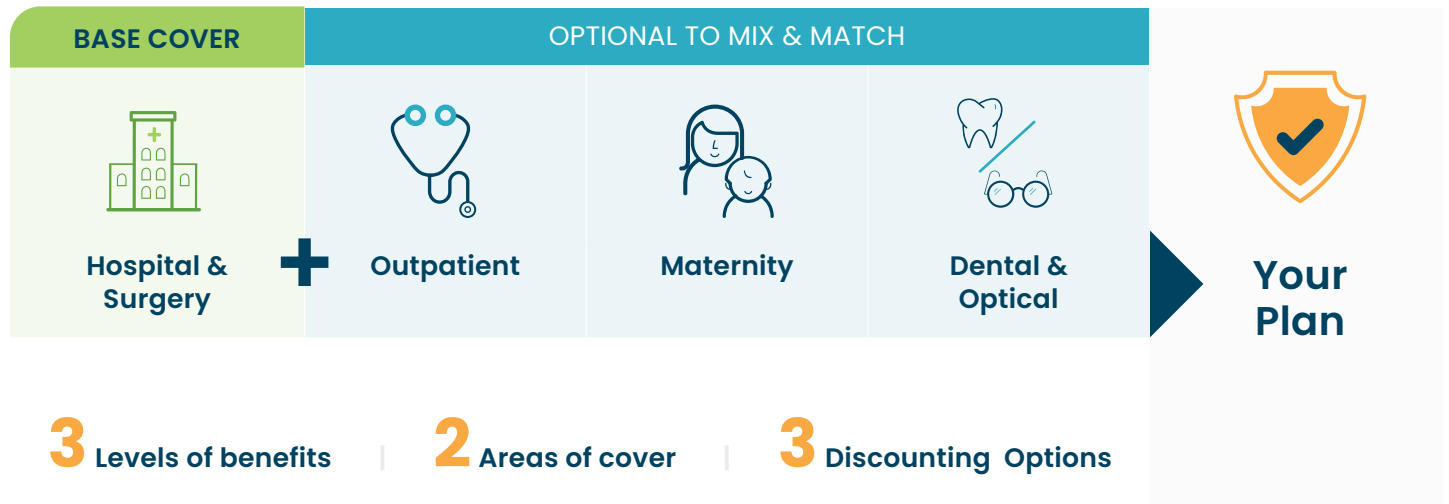 BASE COVER
OPTIONAL TO MIX & MATCH
Hospital &
Surgery
+
Outpatient
Maternity
Dental &
Optical
Your
Plan
3 Levels of benefits | 2 Areas of cover | 3 Discounting Options